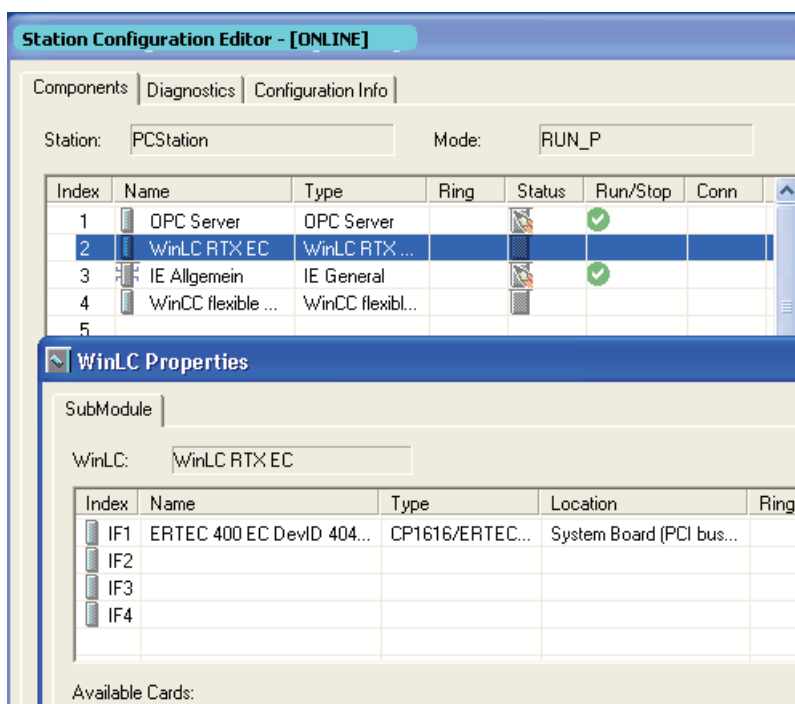 Station Configuration Editor - [ONLINE]
Components Diagnostics Configuration Info
Station: PCStation Mode: RUN_P
Index Name Type Ring Status Run/Stop Conn
1 OPC Server OPC Server
2 WinLC RTX EC WinLC RTX ...
3 IE Allgemein IE General
4 WinCC flexible ... WinCC flexibl...
5
WinLC Properties
SubModule
WinLC: WinLC RTX EC
Index Name Type Location Ring
IF1 ERTEC 400 EC DevID 404... CP1616/ERTEC... System Board (PCI bus...
IF2
IF3
IF4
Available Cards: